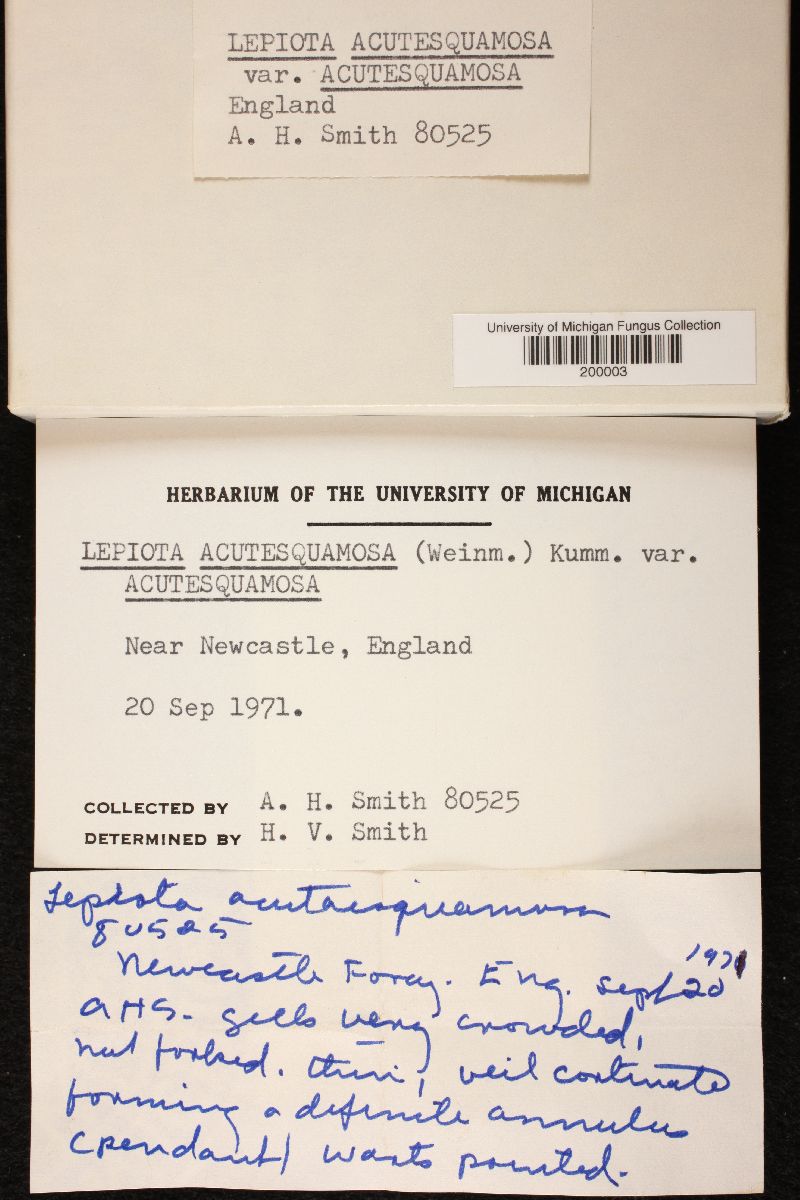 LEPIOTA ACUTESQUAMOSA
var. ACUTESQUAMOSA
England
A. H. Smith 80525
University of Michigan Fungus Collection
200003
HERBARIUM OF THE UNIVERSITY OF MICHIGAN
LEPIOTA ACUTESQUAMOSA (Weinm.) Kumm. var.
ACUTESQUAMOSA
Near Newcastle, England
20 Sep 1971.
COLLECTED BY A. H. Smith 80525
DETERMINED BY H. V. Smith
Lepiota acutaesquamosa
80525
1971
Newcastle Foray. Eng. Sept 20
AHS. gills very crowded,
not forked. thin, veil cortinate
forming a definite annulus
(pendant) warts pointed.